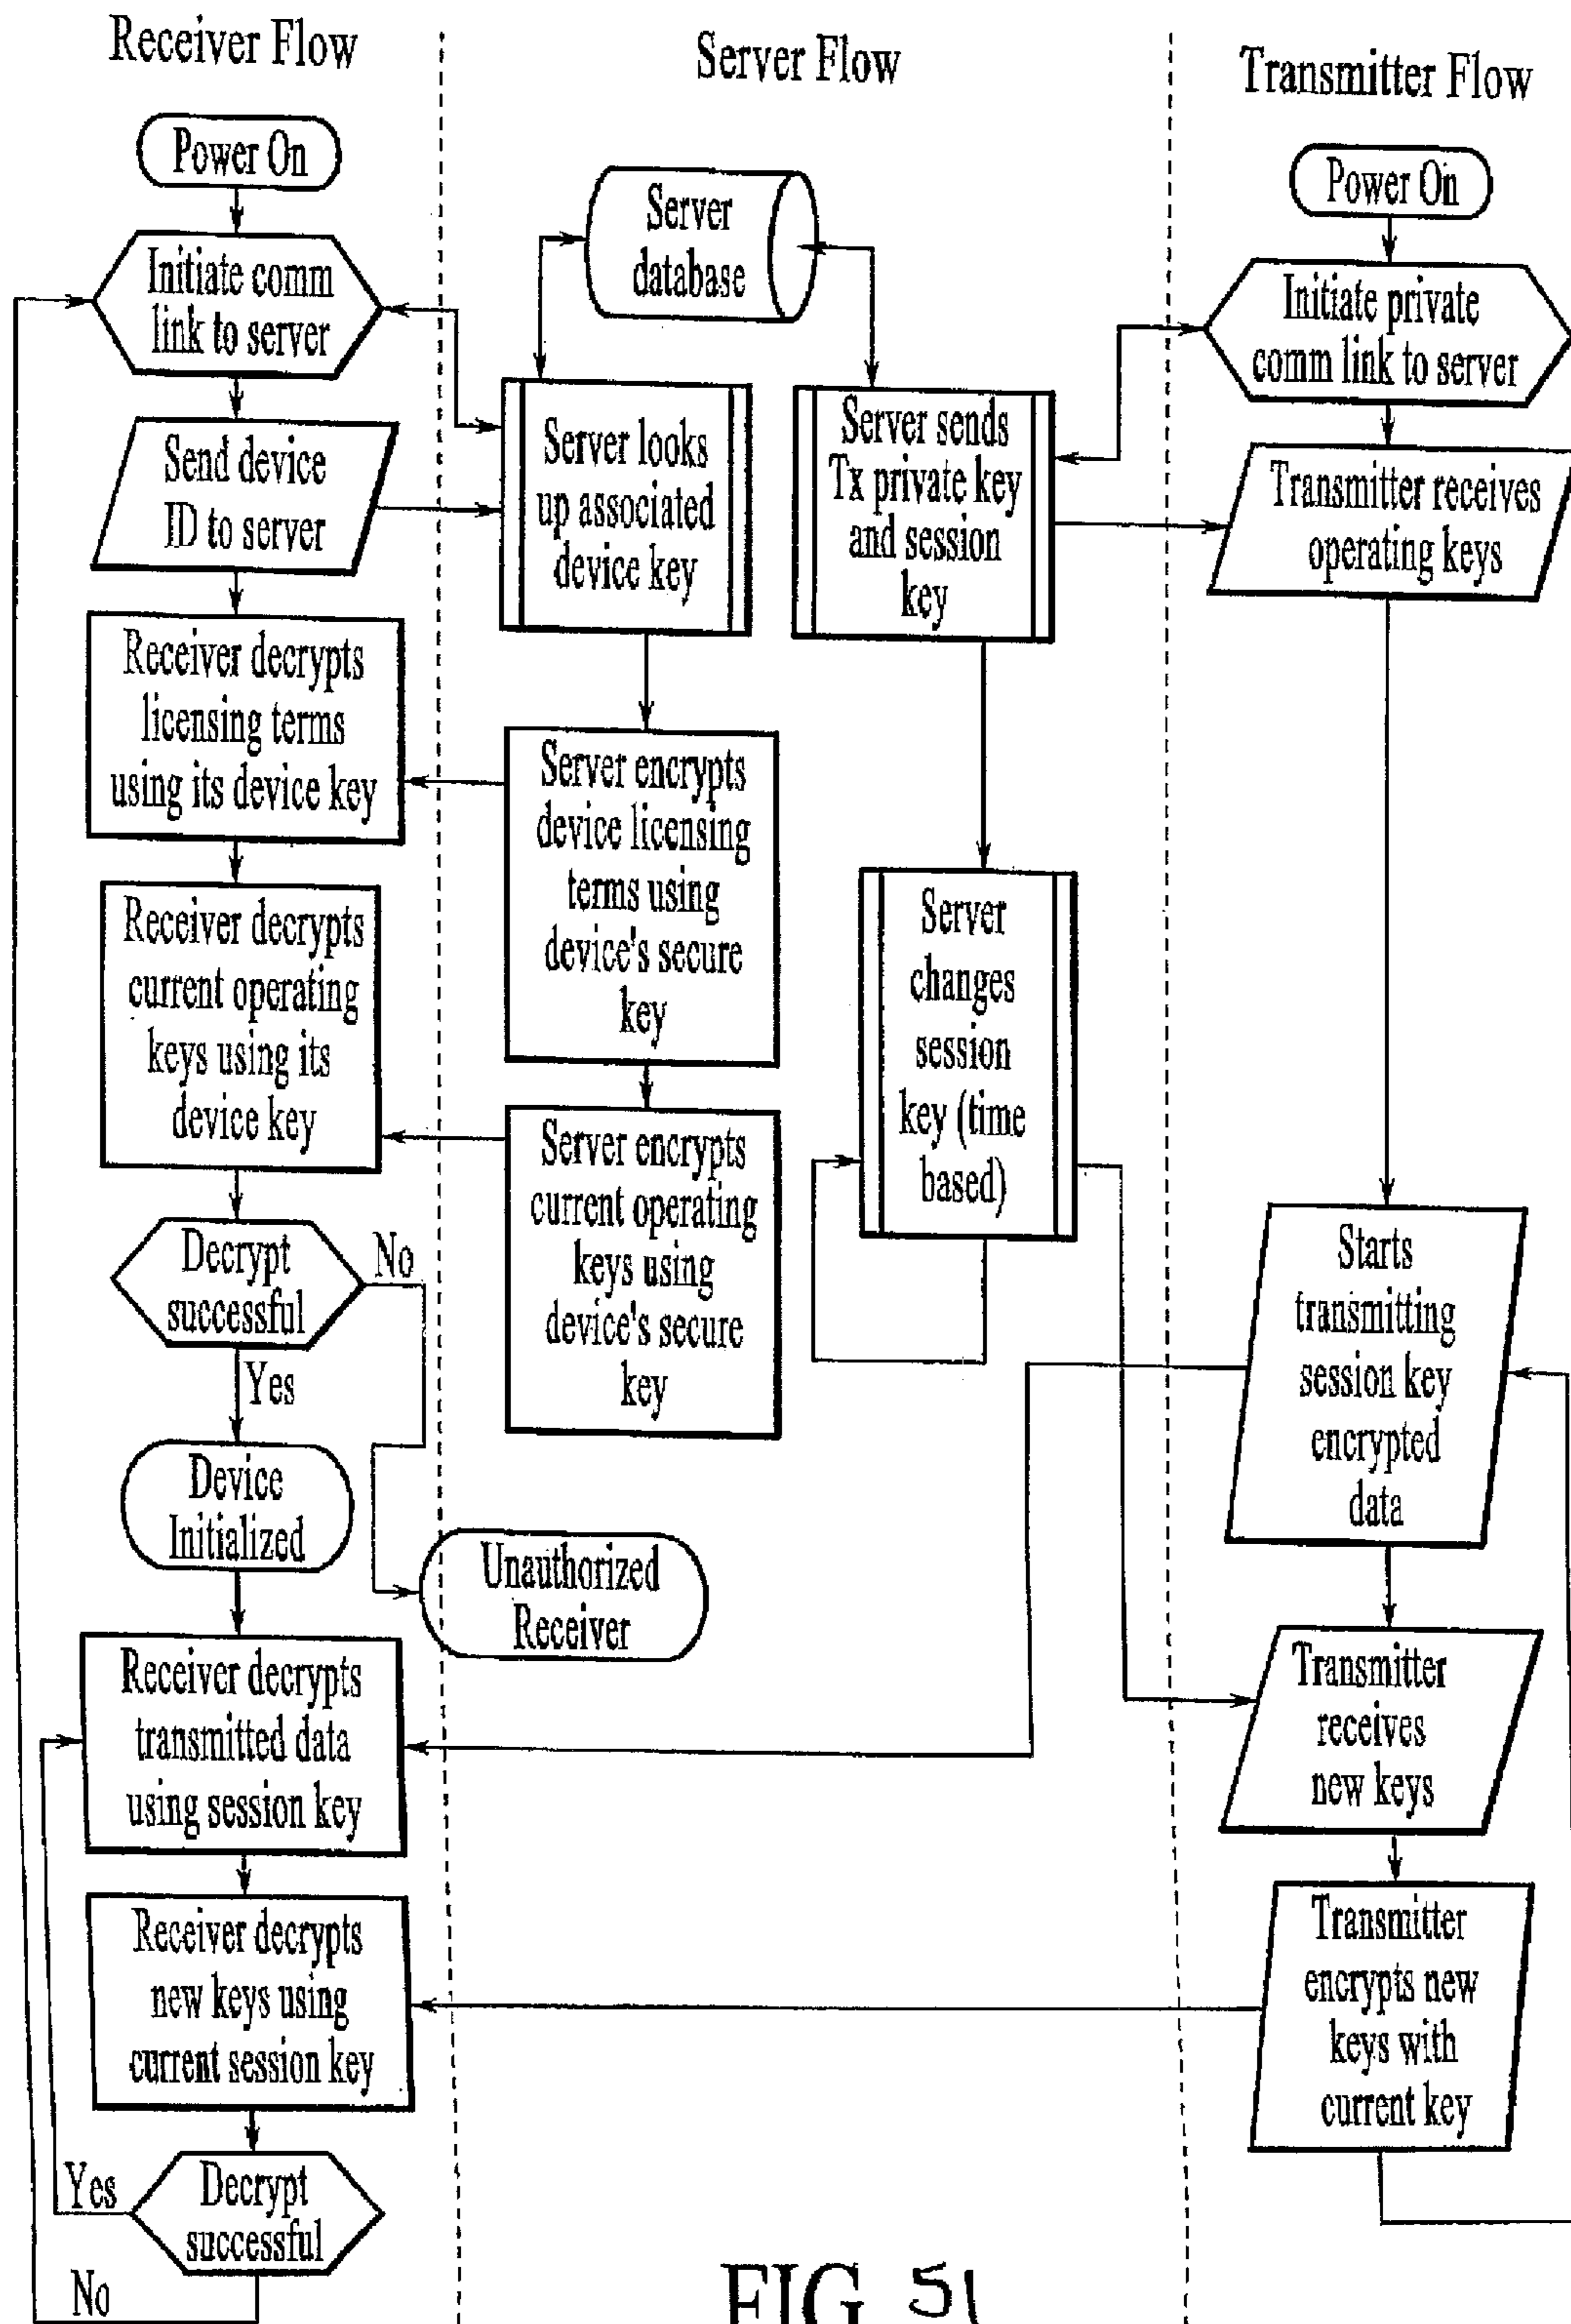 Receiver Flow
Power On
Initiate comm
link to server
Send device
ID to server
Receiver decrypts
licensing terms
using its device key
Receiver decrypts
current operating
keys using its
device key
Decrypt
successful
No
Yes
Device
Initialized
Unauthorized
Receiver
Receiver decrypts
transmitted data
using session key
Receiver decrypts
new keys using
current session key
Decrypt
successful
Yes
No
Server Flow
Server
database
Server looks
up associated
device key
Server encrypts
device licensing
terms using
device's secure
key
Server encrypts
current operating
keys using
device's secure
key
Server sends
Tx private key
and session
key
Server
changes
session
key (time
based)
Transmitter Flow
Power On
Initiate private
comm link to server
Transmitter receives
operating keys
Starts
transmitting
session key
encrypted
data
Transmitter
receives
new keys
Transmitter
encrypts new
keys with
current key
FIG 51